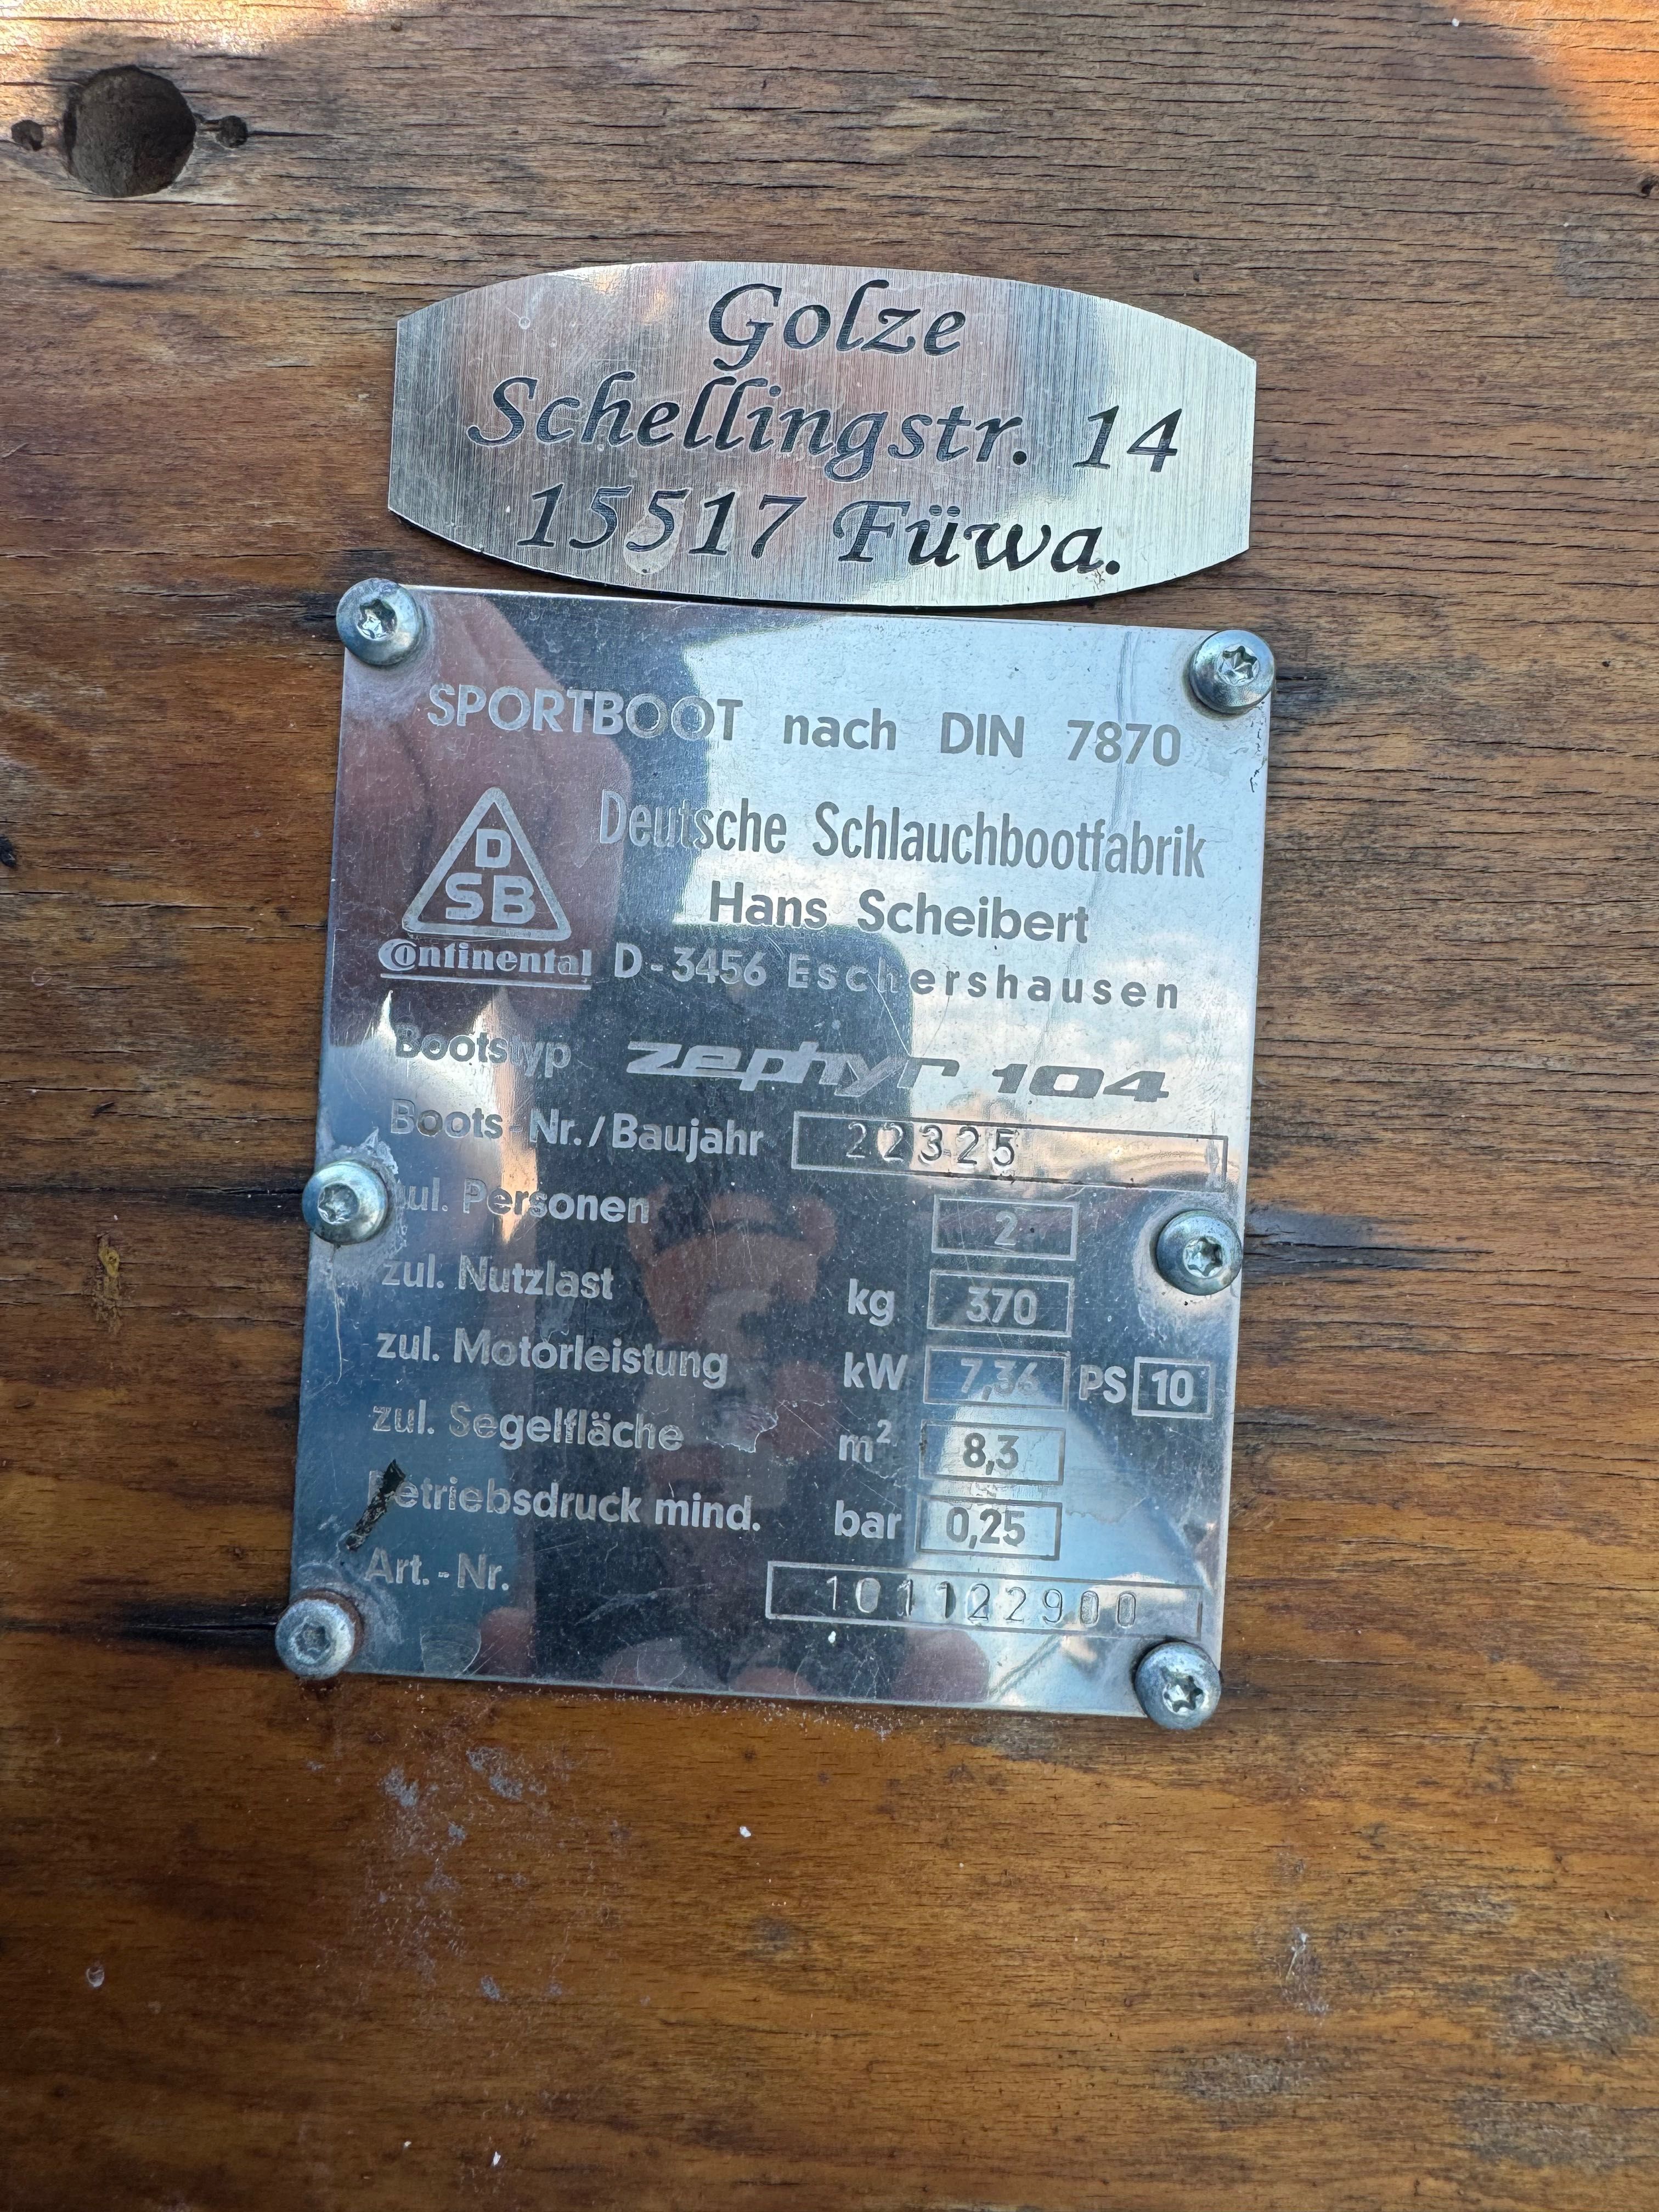 Golze
Schellingstr. 14
15517 Füwa.
SPORTBOOT nach DIN 7870
D
SB
Continental
Deutsche Schlauchbootfabrik
Hans Scheibert
D-3456 Eschershausen
Bootstyp zephyr 104
Boots-Nr./Baujahr 22325
zul. Personen 2
zul. Nutzlast kg 370
zul. Motorleistung kW 7,36 PS 10
zul. Segelfläche m² 8,3
Betriebsdruck mind. bar 0,25
Art.-Nr. 101122900